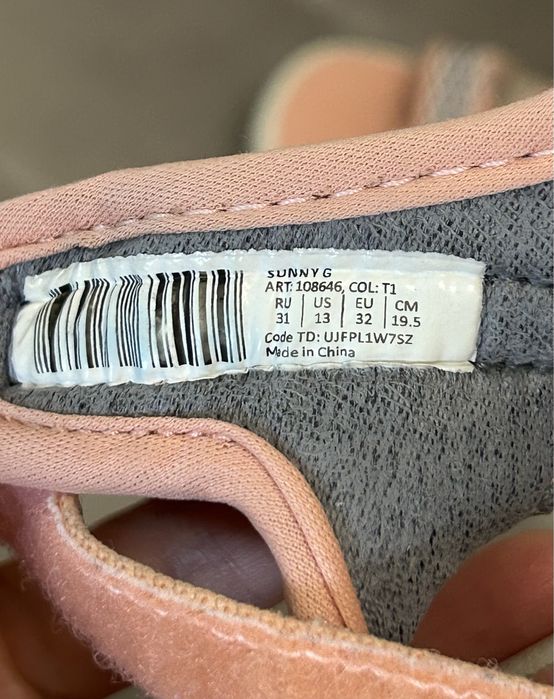 SUNNY G
ART: 108646, COL: T1
RU | US | EU | CM
31 | 13 | 32 | 19.5
Code TD: UJFPL1W7SZ
Made in China